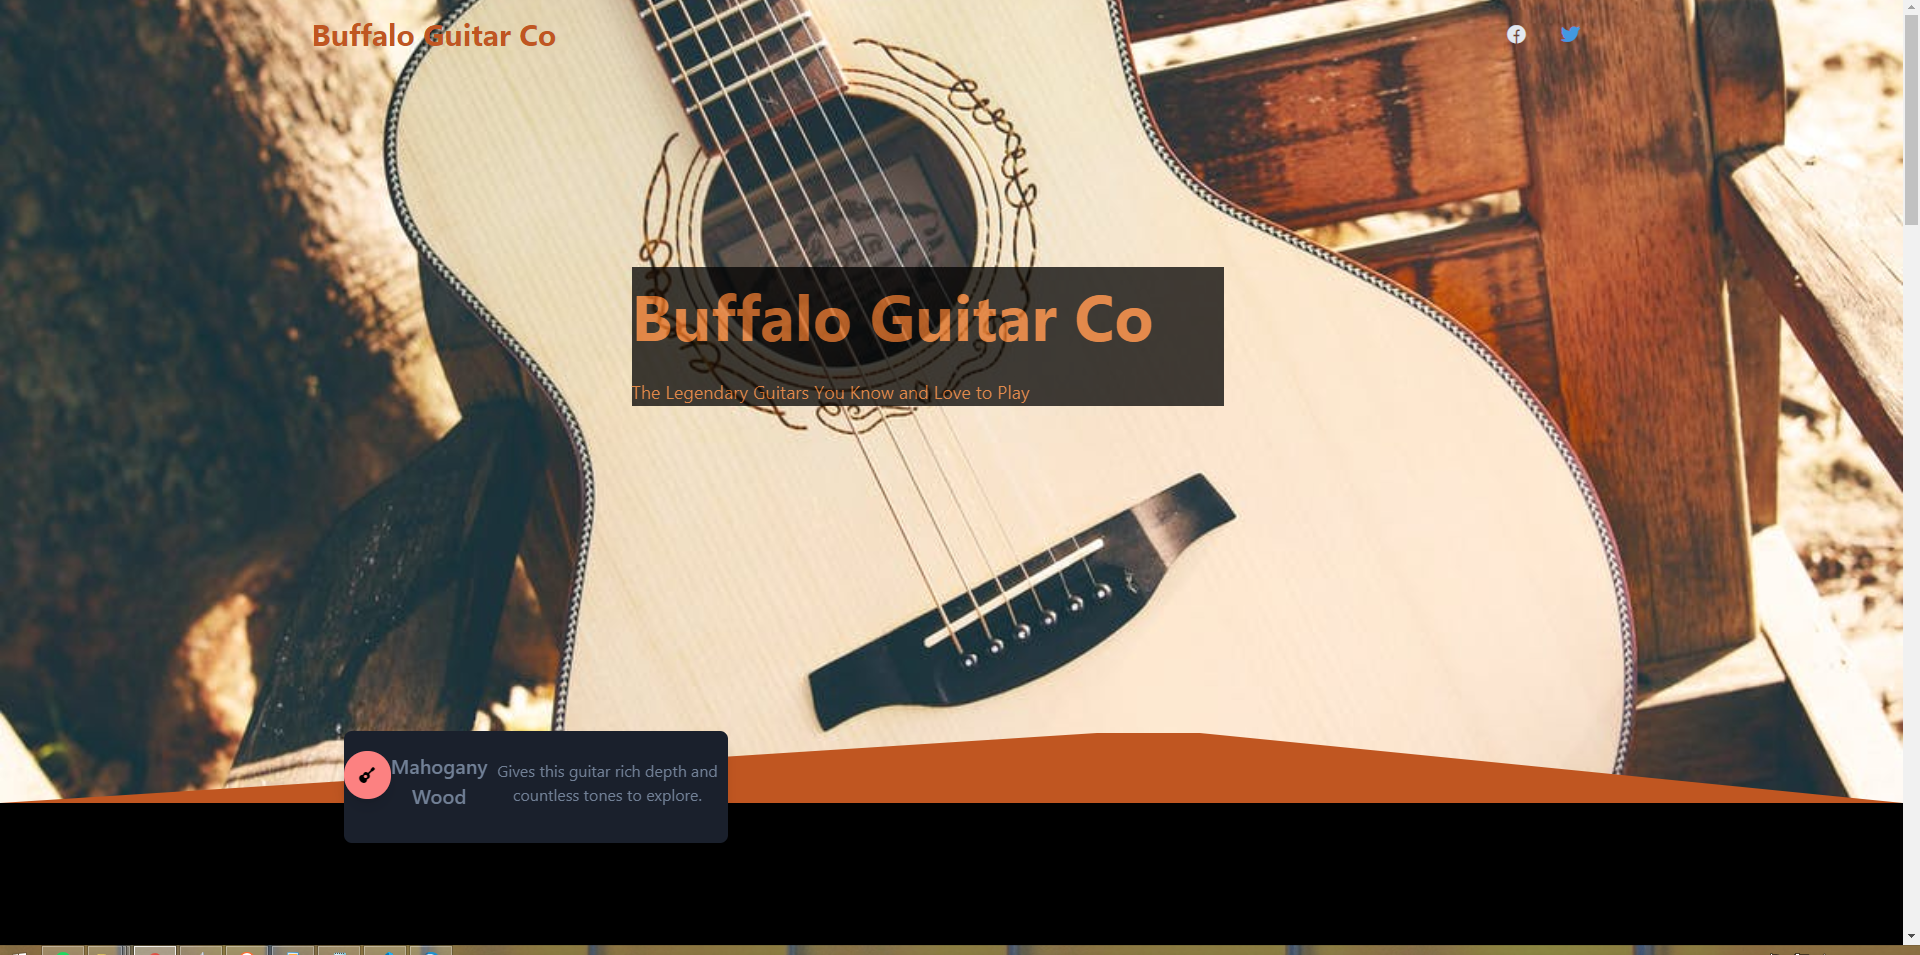 Buffalo Guitar Co
Buffalo Guitar Co
The Legendary Guitars You Know and Love to Play
Mahogany
Wood
Gives this guitar rich depth and
countless tones to explore.